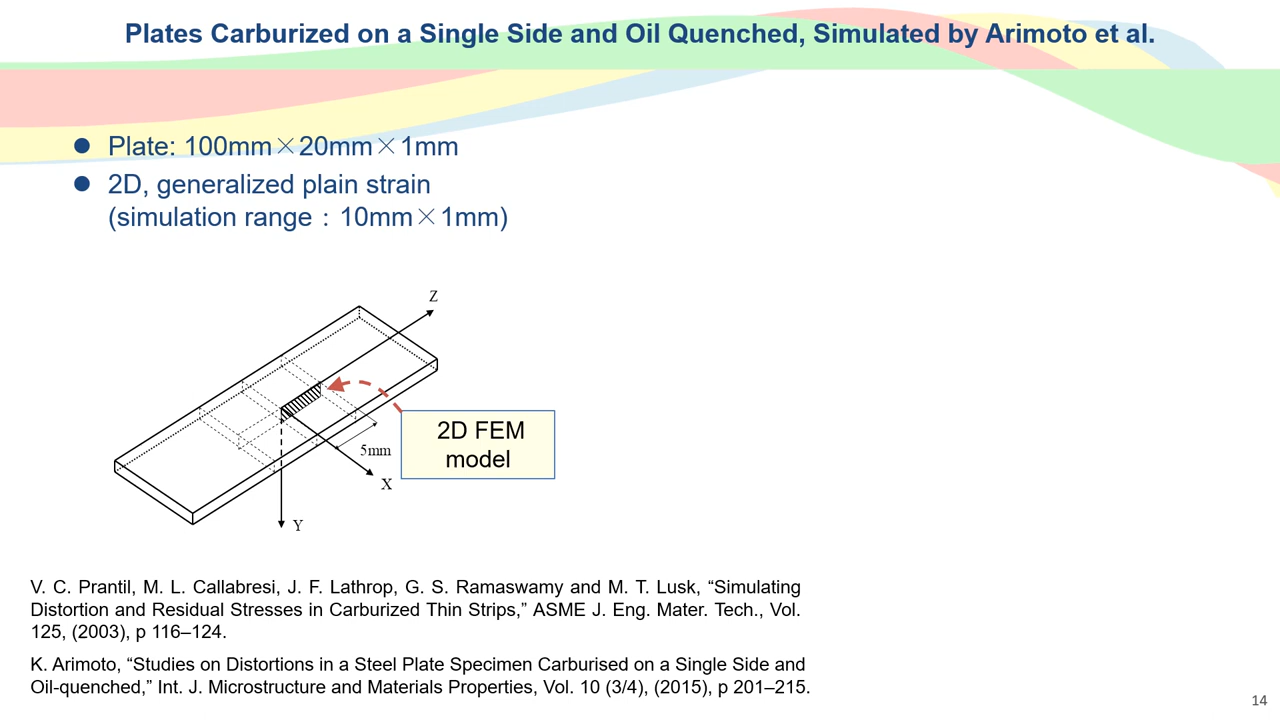 Plates Carburized on a Single Side and Oil Quenched, Simulated by Arimoto et al.
● Plate: 100mm×20mm×1mm
● 2D, generalized plain strain
(simulation range：10mm×1mm)
Z
2D FEM
model
5mm
X
Y
V. C. Prantil, M. L. Callabresi, J. F. Lathrop, G. S. Ramaswamy and M. T. Lusk, “Simulating
Distortion and Residual Stresses in Carburized Thin Strips,” ASME J. Eng. Mater. Tech., Vol.
125, (2003), p 116–124.
K. Arimoto, “Studies on Distortions in a Steel Plate Specimen Carburised on a Single Side and
Oil-quenched,” Int. J. Microstructure and Materials Properties, Vol. 10 (3/4), (2015), p 201–215.
14